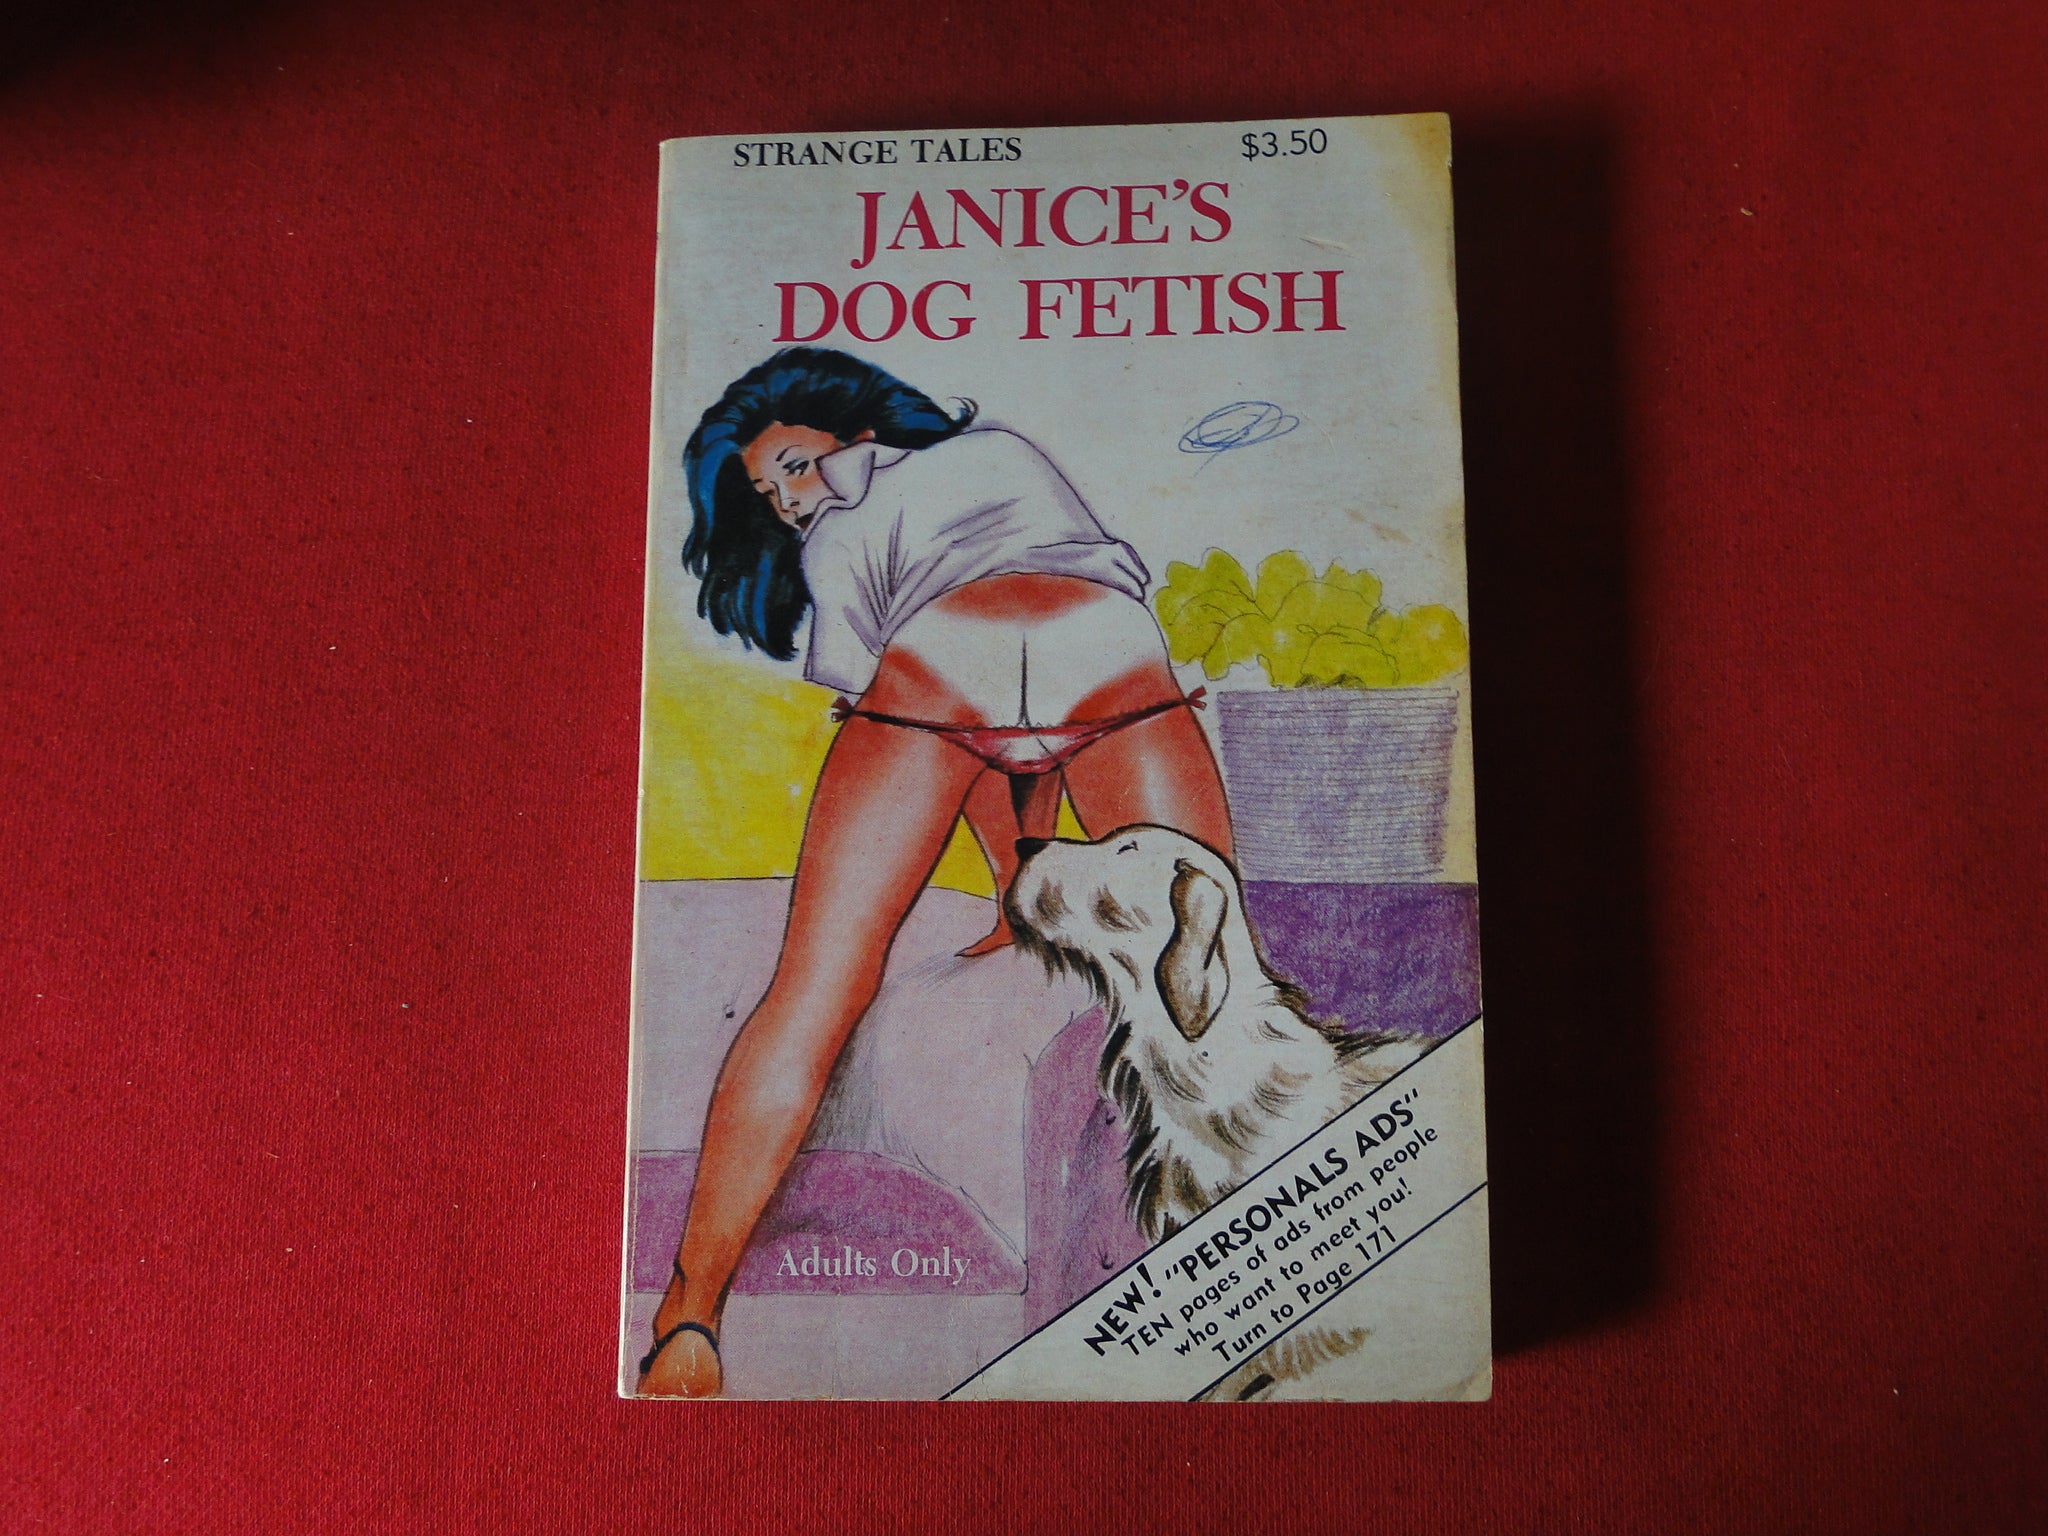 STRANGE TALES $3.50
JANICE'S
DOG FETISH
Adults Only
NEW! "PERSONALS ADS"
TEN pages of ads from people
who want to meet you!
Turn to Page 171